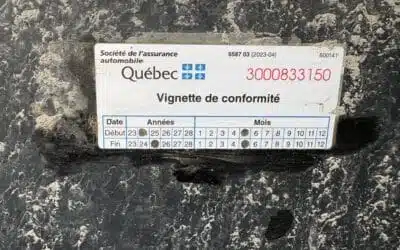 Société de l'assurance 6587 03 (2023-04) 600141
automobile
Québec 3000833150
Vignette de conformité
Date Années Mois
Début 23 25 26 27 28 1 2 3 4 6 7 8 9 10 11 12
Fin 23 24 26 27 28 1 2 3 4 6 7 8 9 10 11 12